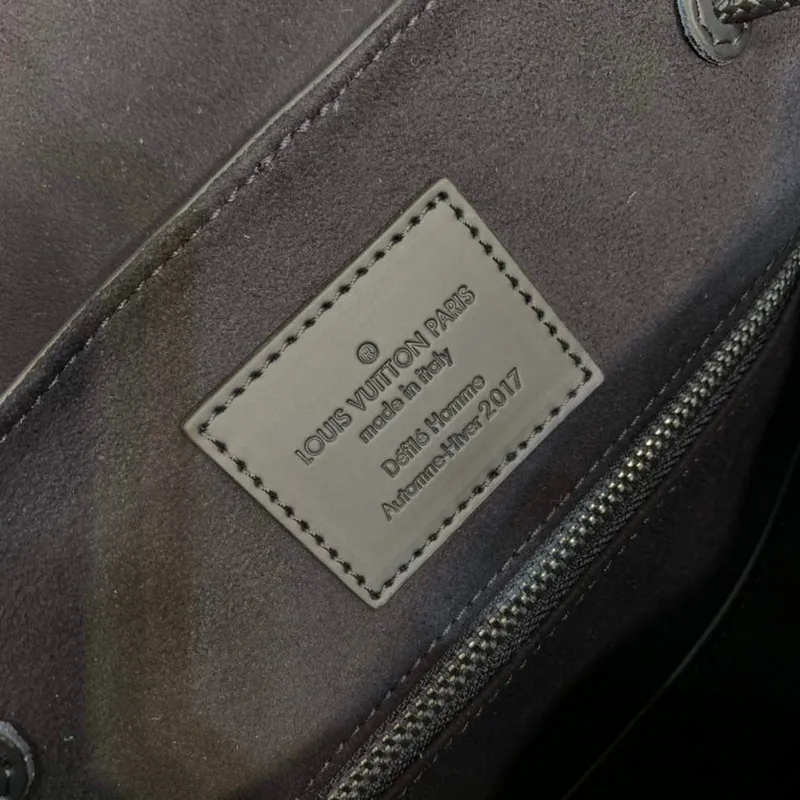 ®
LOUIS VUITTON PARIS
made in Italy
Défilé Homme
Automne-Hiver 2017